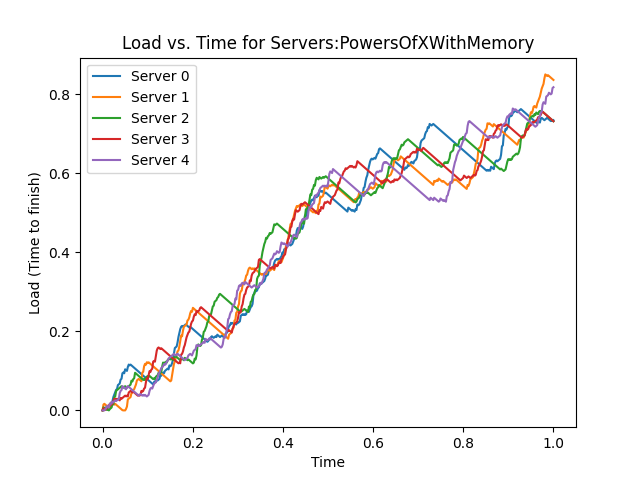 Load vs. Time for Servers:PowersOfXWithMemory
Server 0
Server 1
Server 2
Server 3
Server 4
Load (Time to finish)
0.8
0.6
0.4
0.2
0.0
0.0
0.2
0.4
0.6
0.8
1.0
Time